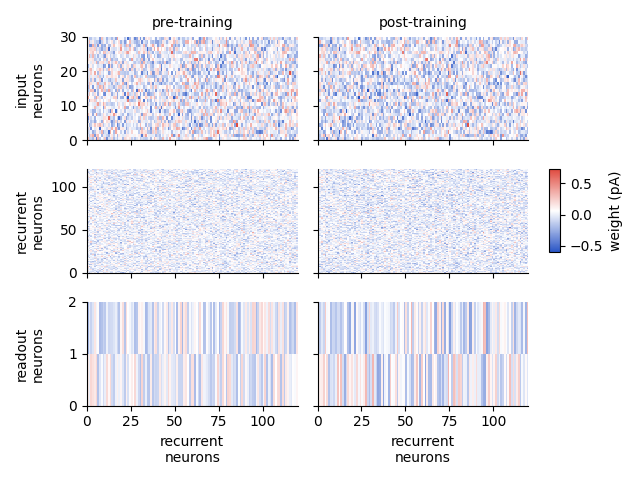 pre-training
post-training
30
20
10
0
input
neurons
100
50
0
recurrent
neurons
0.5
0.0
−0.5
weight (pA)
2
1
0
readout
neurons
0 25 50 75 100
0 25 50 75 100
recurrent
neurons
recurrent
neurons